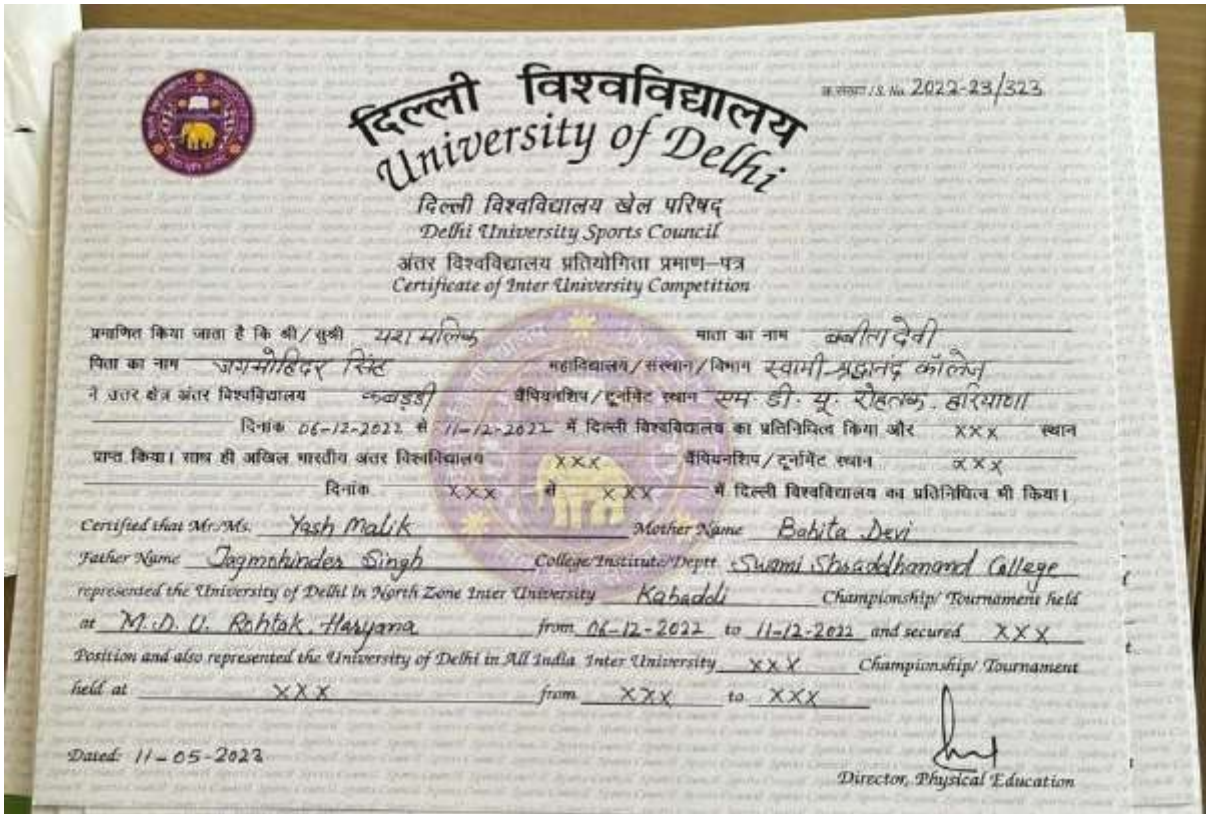 क्र.संख्या / S. No. 2022-23/323
दिल्ली विश्वविद्यालय
University of Delhi
दिल्ली विश्वविद्यालय खेल परिषद्
Delhi University Sports Council
अंतर विश्वविद्यालय प्रतियोगिता प्रमाण-पत्र
Certificate of Inter University Competition
प्रमाणित किया जाता है कि श्री/सुश्री यश मलिक माता का नाम बबीता देवी
पिता का नाम जगमोहिंदर सिंह महाविद्यालय/संस्थान/विभाग स्वामी श्रद्धानंद कॉलेज
ने उत्तर क्षेत्र अंतर विश्वविद्यालय कबड्डी चैंपियनशिप/टूर्नामेंट स्थान एम. डी. यू. रोहतक, हरियाणा
दिनांक 06-12-2022 से 11-12-2022 में दिल्ली विश्वविद्यालय का प्रतिनिधित्व किया और XXX स्थान
प्राप्त किया। साथ ही अखिल भारतीय अंतर विश्वविद्यालय XXX चैंपियनशिप/टूर्नामेंट स्थान XXX
दिनांक XXX से XXX में दिल्ली विश्वविद्यालय का प्रतिनिधित्व भी किया।
Certified that Mr./Ms. Yash Malik Mother Name Babita Devi
Father Name Jagmohinder Singh College/Institute/Deptt. Swami Shraddhanand College
represented the University of Delhi in North Zone Inter University Kabaddi Championship/ Tournament held
at M.D. U. Rohtak, Haryana from 06-12-2022 to 11-12-2022 and secured XXX
Position and also represented the University of Delhi in All India Inter University XXX Championship/ Tournament
held at XXX from XXX to XXX
Dated: 11-05-2023
Director, Physical Education